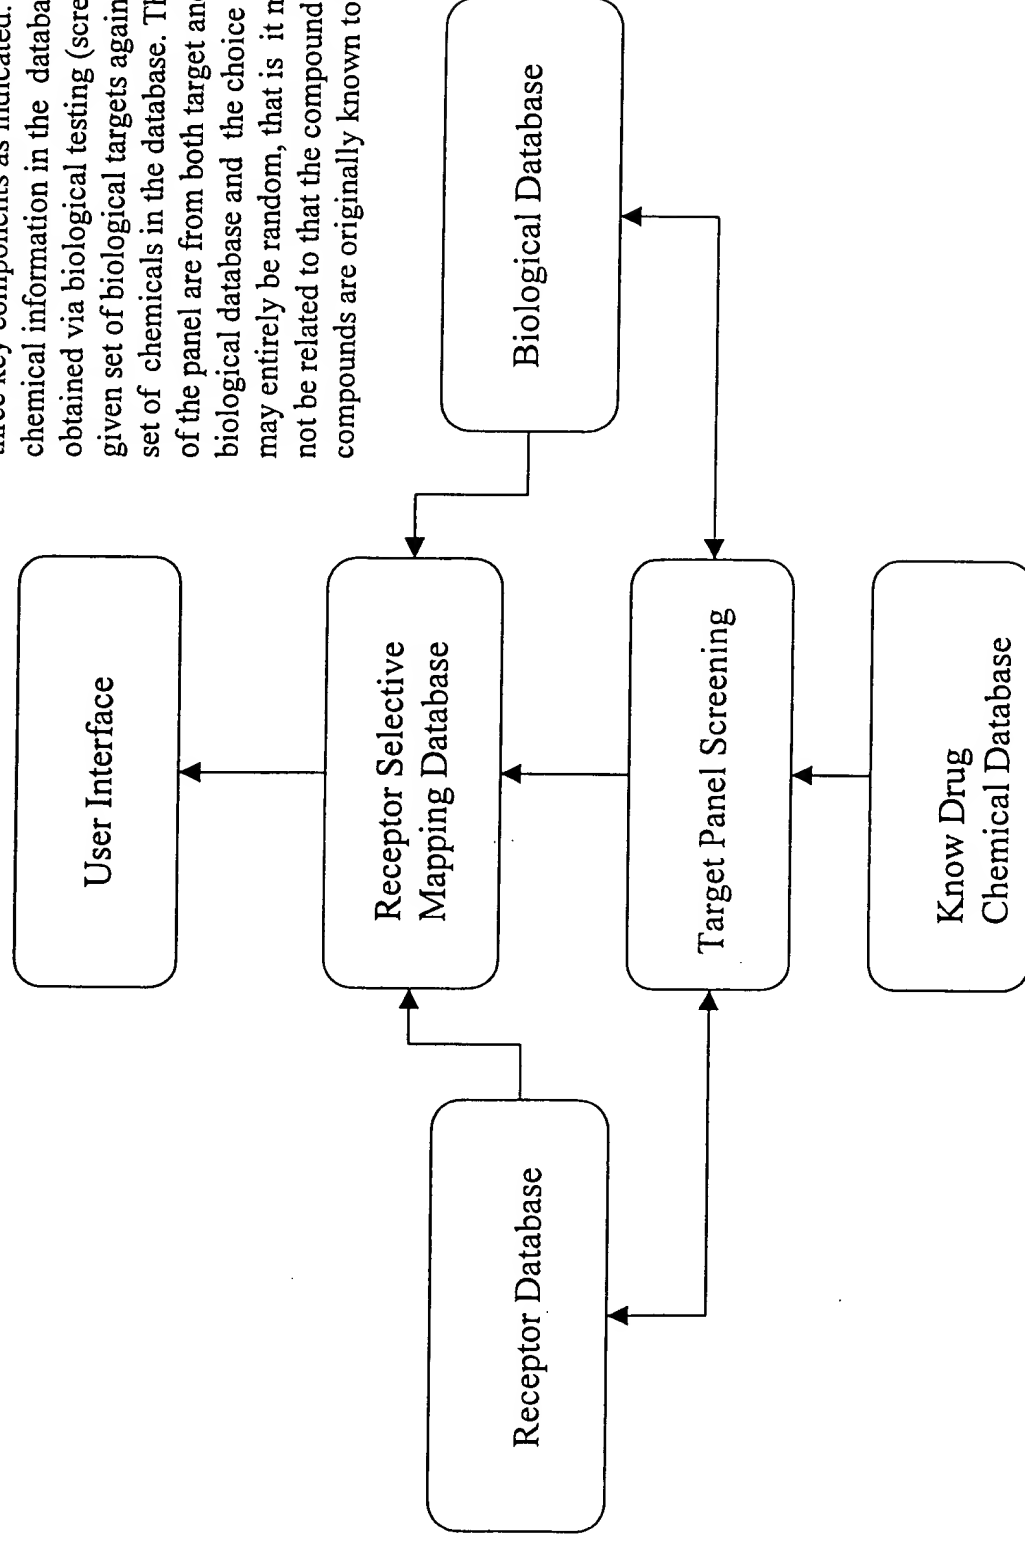 three key components as indicated.
chemical information in the databa
obtained via biological testing (scre
given set of biological targets again
set of chemicals in the database. Th
of the panel are from both target and
biological database and the choice
may entirely be random, that is it m
not be related to that the compound
compounds are originally known to
User Interface
Receptor Selective
Mapping Database
Biological Database
Receptor Database
Target Panel Screening
Know Drug
Chemical Database